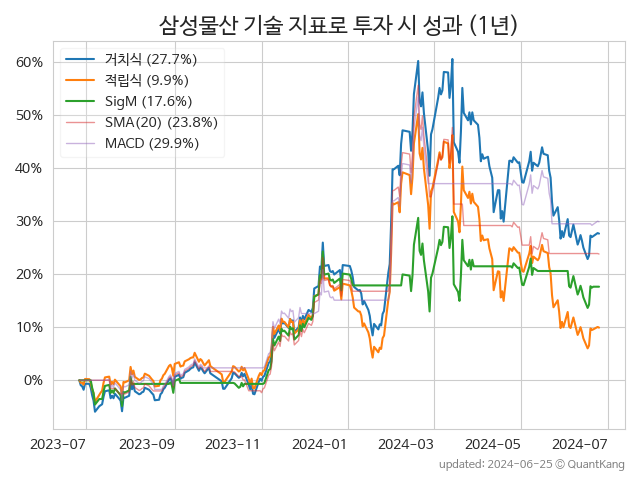 삼성물산 기술 지표로 투자 시 성과 (1년)
거치식 (27.7%)
적립식 (9.9%)
SigM (17.6%)
SMA(20) (23.8%)
MACD (29.9%)
60%
50%
40%
30%
20%
10%
0%
2023-07 2023-09 2023-11 2024-01 2024-03 2024-05 2024-07
updated: 2024-06-25 © QuantKang